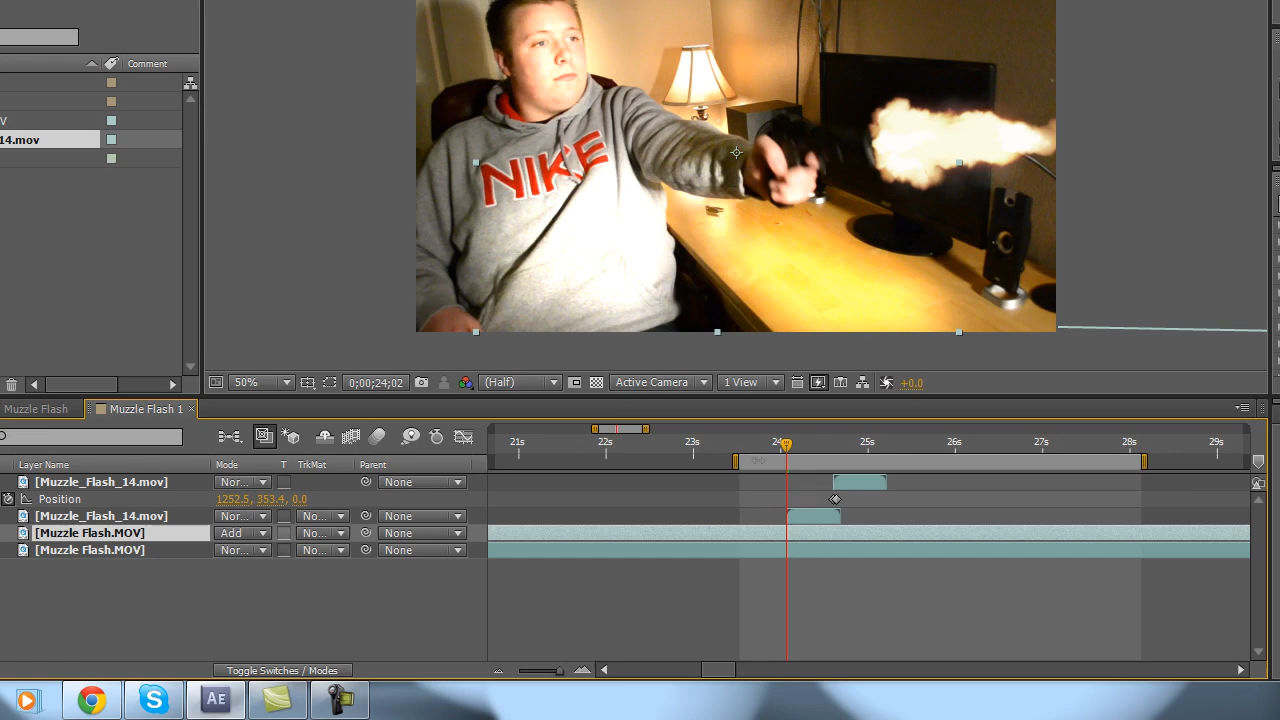 Comment
V
14.mov
NIKE
50%
0;00;24;02
(Half)
Active Camera
1 View
+0.0
Muzzle Flash
Muzzle Flash 1
21s 22s 23s 24 25s 26s 27s 28s 29s
Layer Name Mode T TrkMat Parent
[Muzzle_Flash_14.mov] Nor... None
Position 1252.5, 353.4, 0.0
[Muzzle_Flash_14.mov] Nor... No... None
[Muzzle Flash.MOV] Add No... None
[Muzzle Flash.MOV] Nor... No... None
Toggle Switches / Modes
S
AE